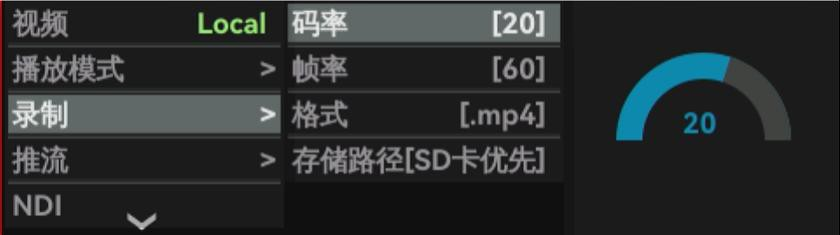 视频 Local
播放模式 >
录制 >
推流 >
NDI
码率 [20]
帧率 [60]
格式 [.mp4]
存储路径[SD卡优先]
20